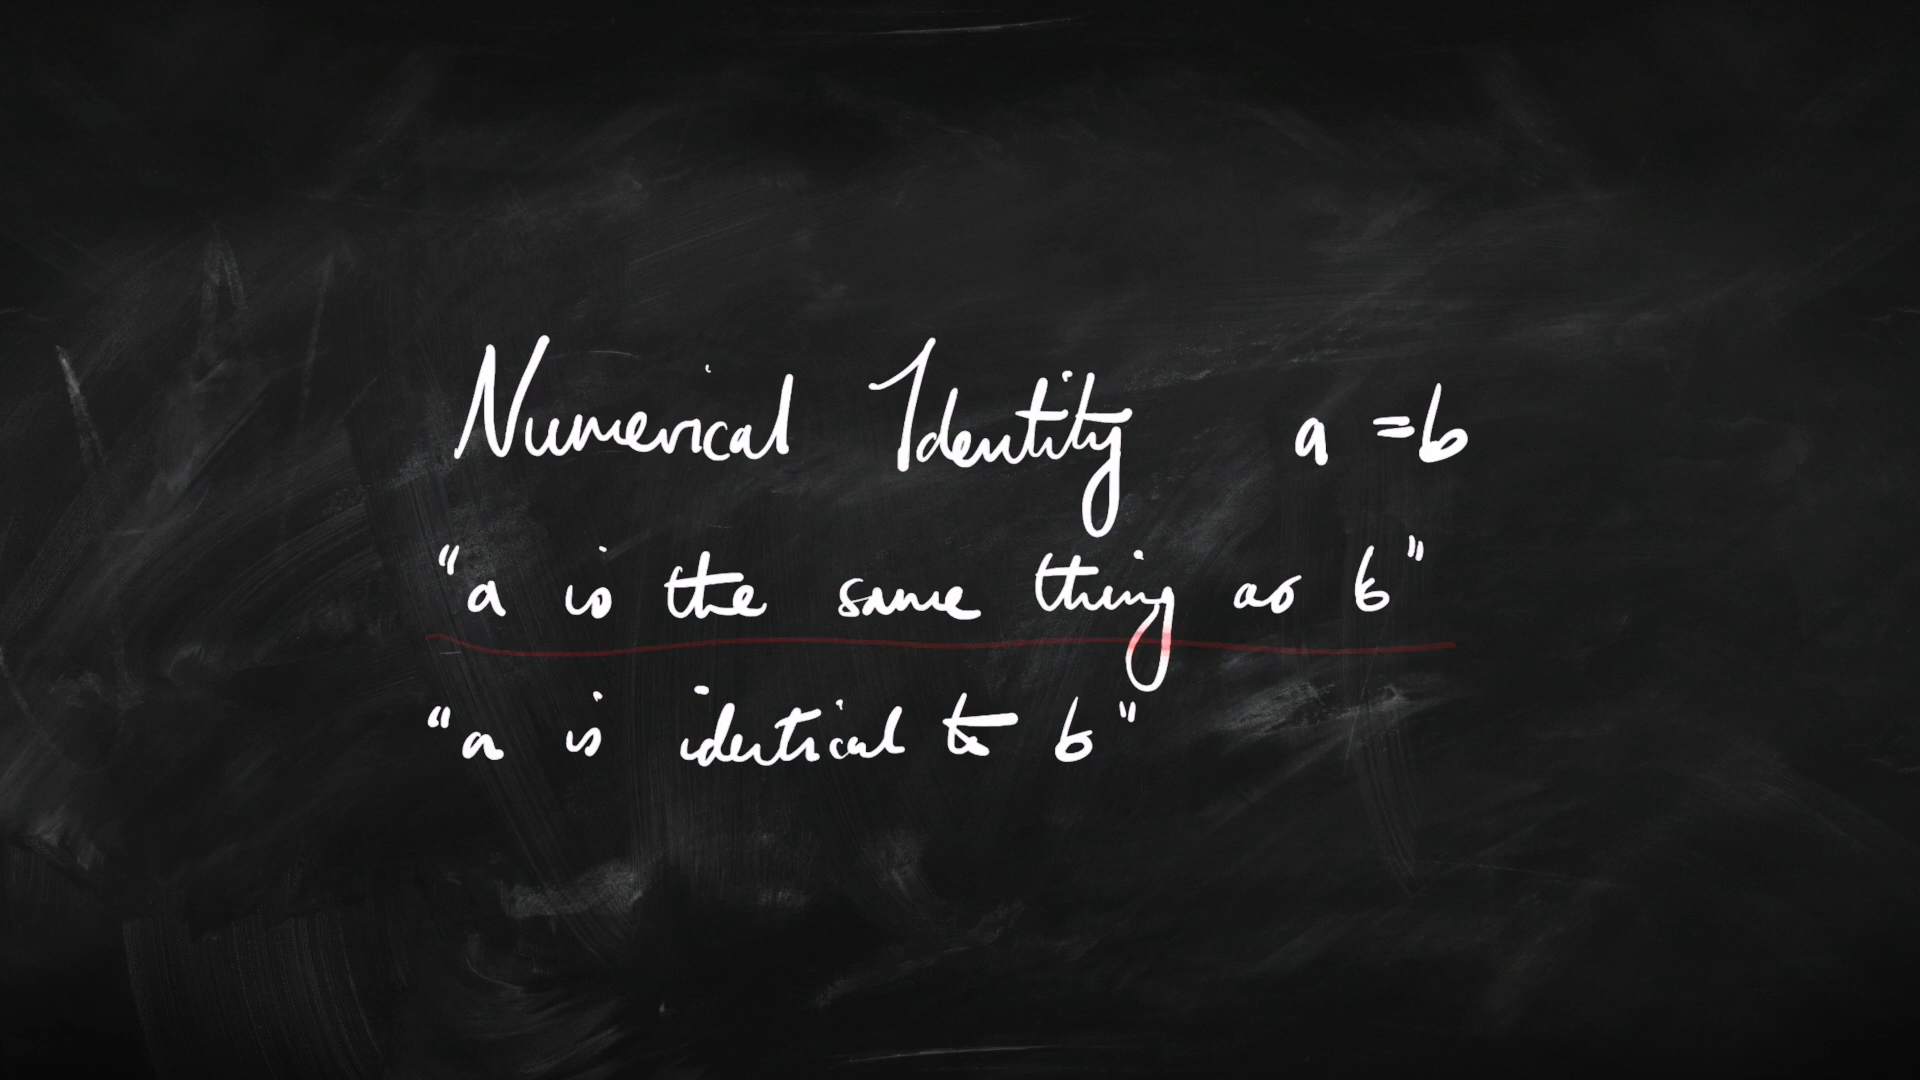 Numerical Identity a = b
"a is the same thing as b"
"a is identical to b"